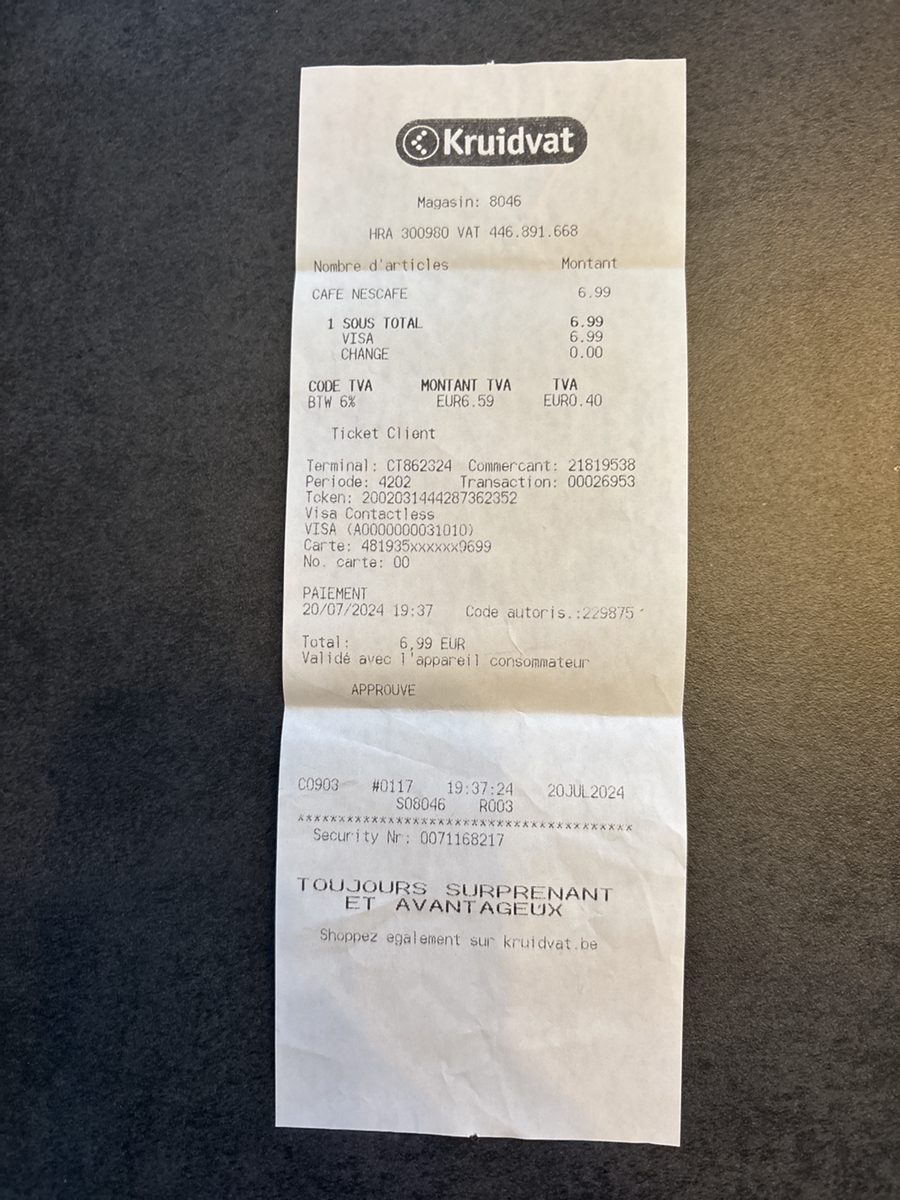 Kruidvat
Magasin: 8046
HRA 300980 VAT 446.891.668
Nombre d'articles Montant
CAFE NESCAFE 6.99
1 SOUS TOTAL 6.99
VISA 6.99
CHANGE 0.00
CODE TVA MONTANT TVA TVA
BTW 6% EUR6.59 EUR0.40
Ticket Client
Terminal: CT862324 Commercant: 21819538
Periode: 4202 Transaction: 00026953
Token: 2002031444287362352
Visa Contactless
VISA (A0000000031010)
Carte: 481935xxxxxx9699
No. carte: 00
PAIEMENT
20/07/2024 19:37 Code autoris.:229875
Total: 6,99 EUR
Validé avec l'appareil consommateur
APPROUVE
C0903 #0117 19:37:24 20JUL2024
S08046 R003
****************************************
Security Nr: 0071168217
TOUJOURS SURPRENANT
ET AVANTAGEUX
Shoppez egalement sur kruidvat.be